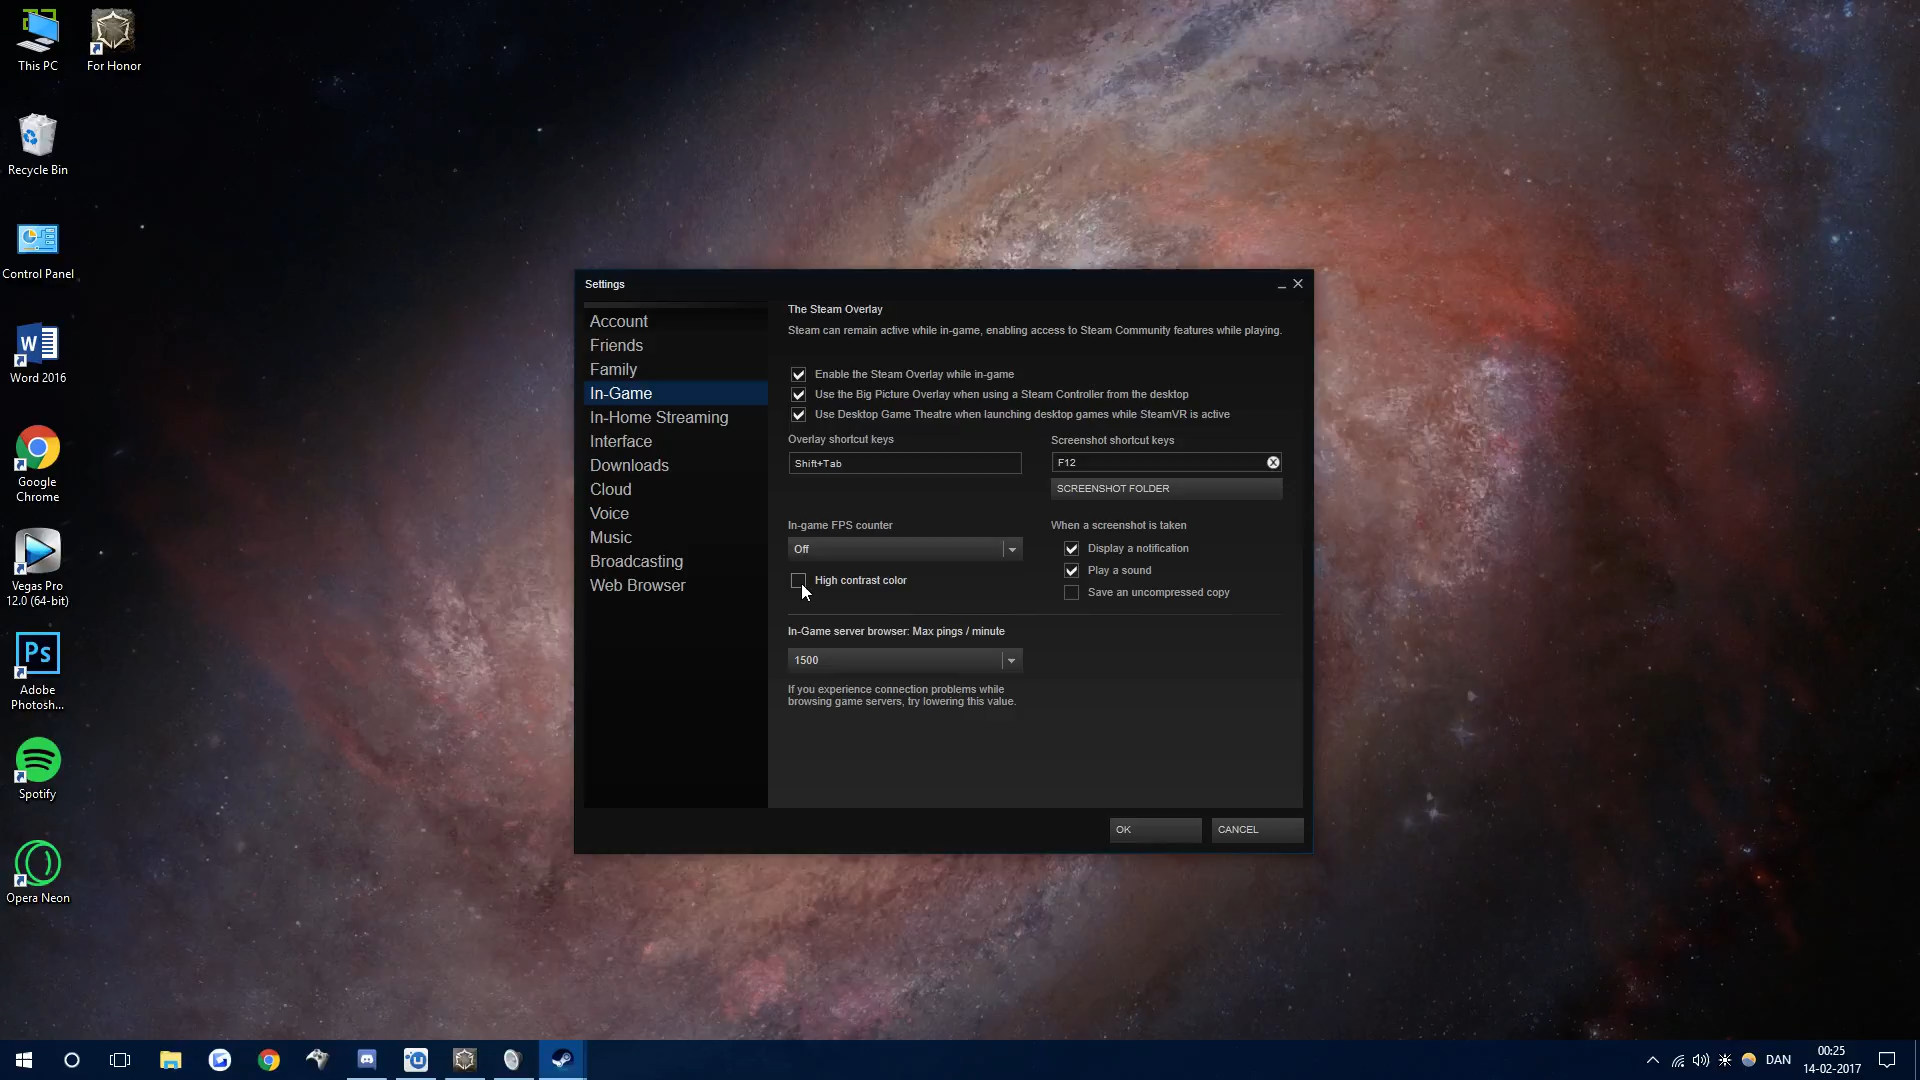 This PC
For Honor
Recycle Bin
Control Panel
Word 2016
Google
Chrome
Vegas Pro
12.0 (64-bit)
Adobe
Photosh...
Spotify
Opera Neon
Settings
Account
Friends
Family
In-Game
In-Home Streaming
Interface
Downloads
Cloud
Voice
Music
Broadcasting
Web Browser
The Steam Overlay
Steam can remain active while in-game, enabling access to Steam Community features while playing.
Enable the Steam Overlay while in-game
Use the Big Picture Overlay when using a Steam Controller from the desktop
Use Desktop Game Theatre when launching desktop games while SteamVR is active
Overlay shortcut keys
Shift+Tab
Screenshot shortcut keys
F12
SCREENSHOT FOLDER
In-game FPS counter
Off
High contrast color
When a screenshot is taken
Display a notification
Play a sound
Save an uncompressed copy
In-Game server browser: Max pings / minute
1500
If you experience connection problems while
browsing game servers, try lowering this value.
OK
CANCEL
DAN
00:25
14-02-2017